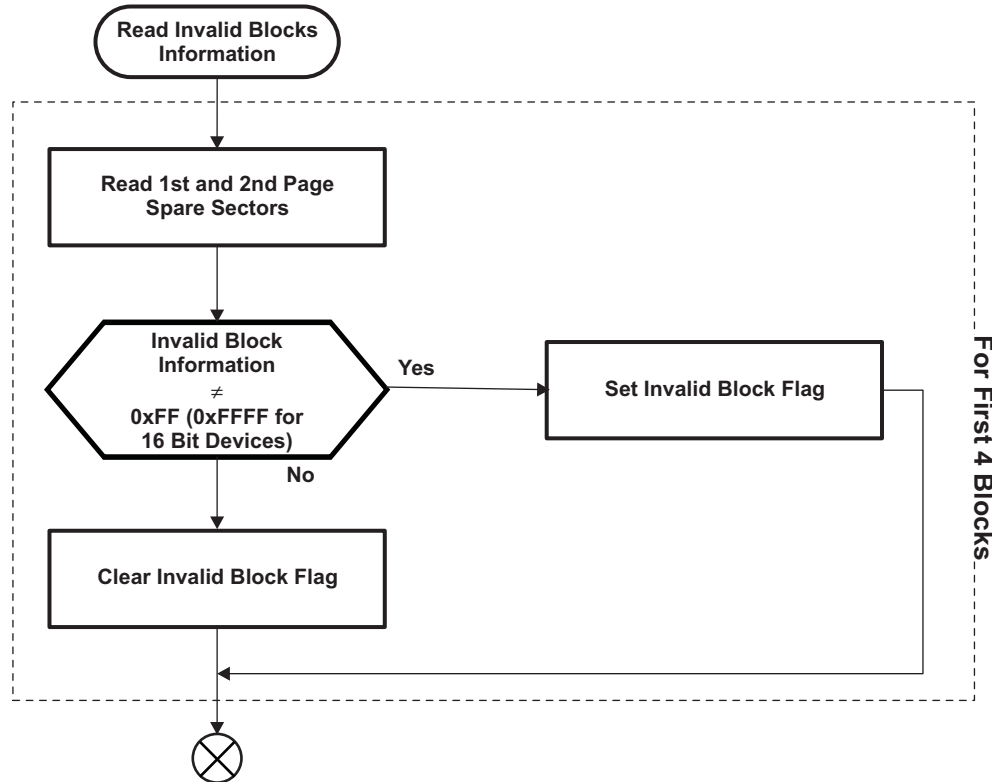 Read Invalid Blocks
Information
Read 1st and 2nd Page
Spare Sectors
Invalid Block
Information
≠
0xFF (0xFFFF for
16 Bit Devices)
Yes
Set Invalid Block Flag
No
Clear Invalid Block Flag
For First 4 Blocks